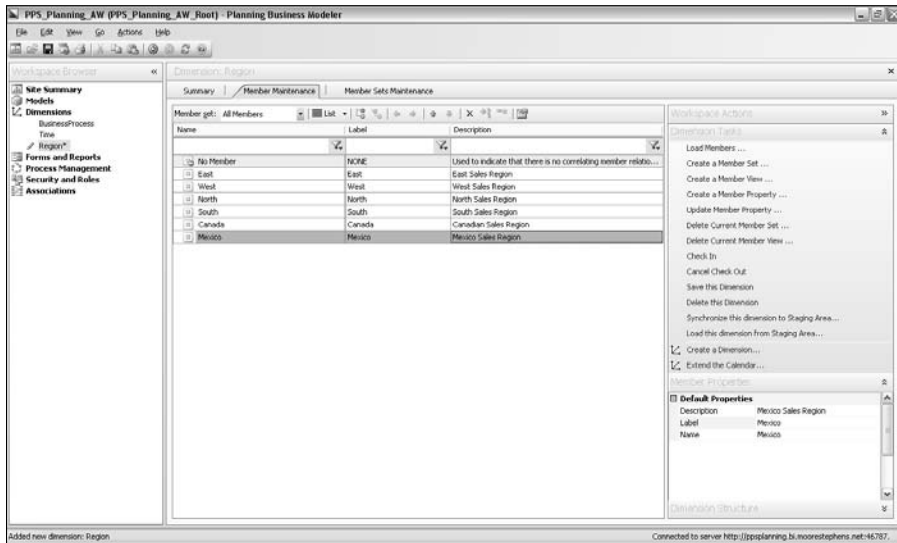 PPS_Planning_AW (PPS_Planning_AW_Root) - Planning Business Modeler
File Edit View Go Actions Help
Workspace Browser
Site Summary
Models
Dimensions
BusinessProcess
Time
Region*
Forms and Reports
Process Management
Security and Roles
Associations
Dimension: Region
Summary
Member Maintenance
Member Sets Maintenance
Member set: All Members
List
Name Label Description
No Member NONE Used to indicate that there is no correlating member relatio...
East East East Sales Region
West West West Sales Region
North North North Sales Region
South South South Sales Region
Canada Canada Canadian Sales Region
Mexico Mexico Mexico Sales Region
Workspace Actions
Dimension Tasks
Load Members ...
Create a Member Set ...
Create a Member View ...
Create a Member Property ...
Update Member Property ...
Delete Current Member Set ...
Delete Current Member View ...
Check In
Cancel Check Out
Save this Dimension
Delete this Dimension
Synchronize this dimension to Staging Area...
Load this dimension from Staging Area...
Create a Dimension...
Extend the Calendar...
Member Properties
Default Properties
Description Mexico Sales Region
Label Mexico
Name Mexico
Dimension Structure
Added new dimension: Region
Connected to server http://ppsplanning.bi.moorestephens.net:46787.